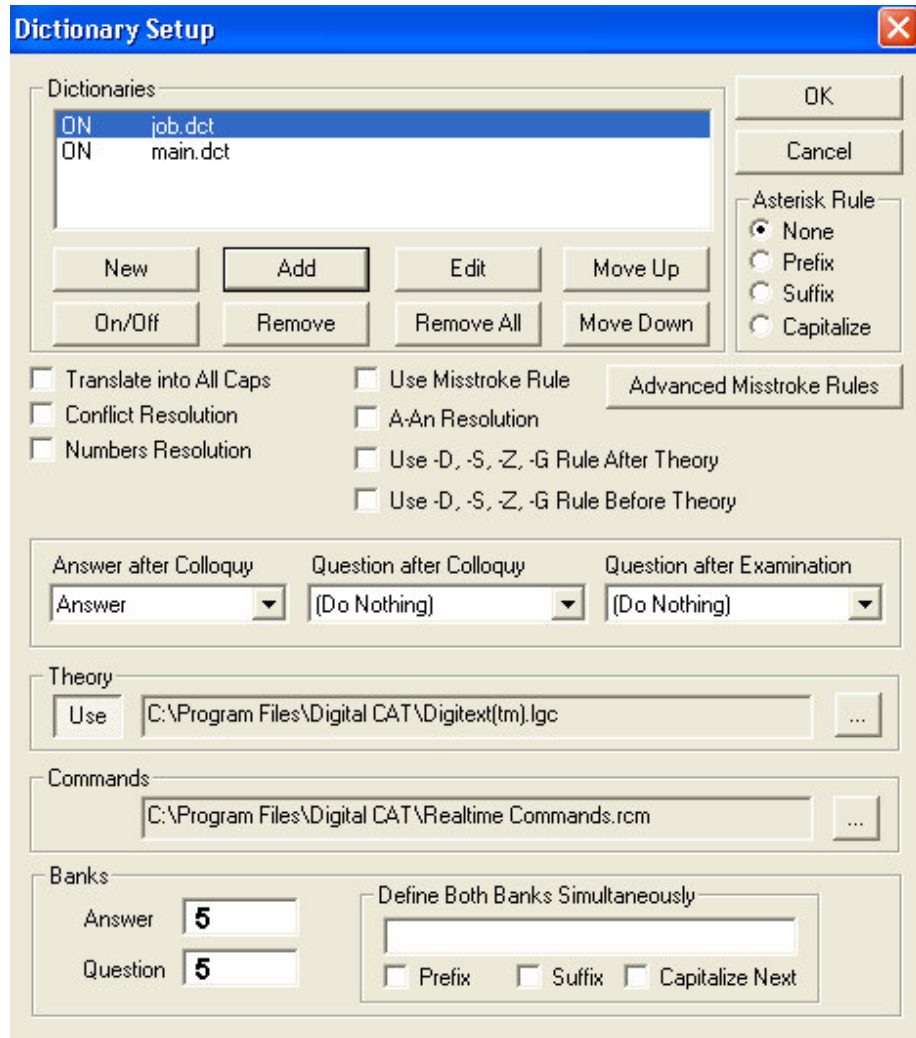 Dictionary Setup
Dictionaries
ON job.dct
ON main.dct
OK
Cancel
Asterisk Rule
None
Prefix
Suffix
Capitalize
New Add Edit Move Up
On/Off Remove Remove All Move Down
Translate into All Caps
Conflict Resolution
Numbers Resolution
Use Misstroke Rule
A-An Resolution
Use -D, -S, -Z, -G Rule After Theory
Use -D, -S, -Z, -G Rule Before Theory
Advanced Misstroke Rules
Answer after Colloquy Question after Colloquy Question after Examination
Answer (Do Nothing) (Do Nothing)
Theory
Use C:\Program Files\Digital CAT\Digitext(tm).lgc ...
Commands
C:\Program Files\Digital CAT\Realtime Commands.rcm ...
Banks
Answer 5
Question 5
Define Both Banks Simultaneously
Prefix Suffix Capitalize Next